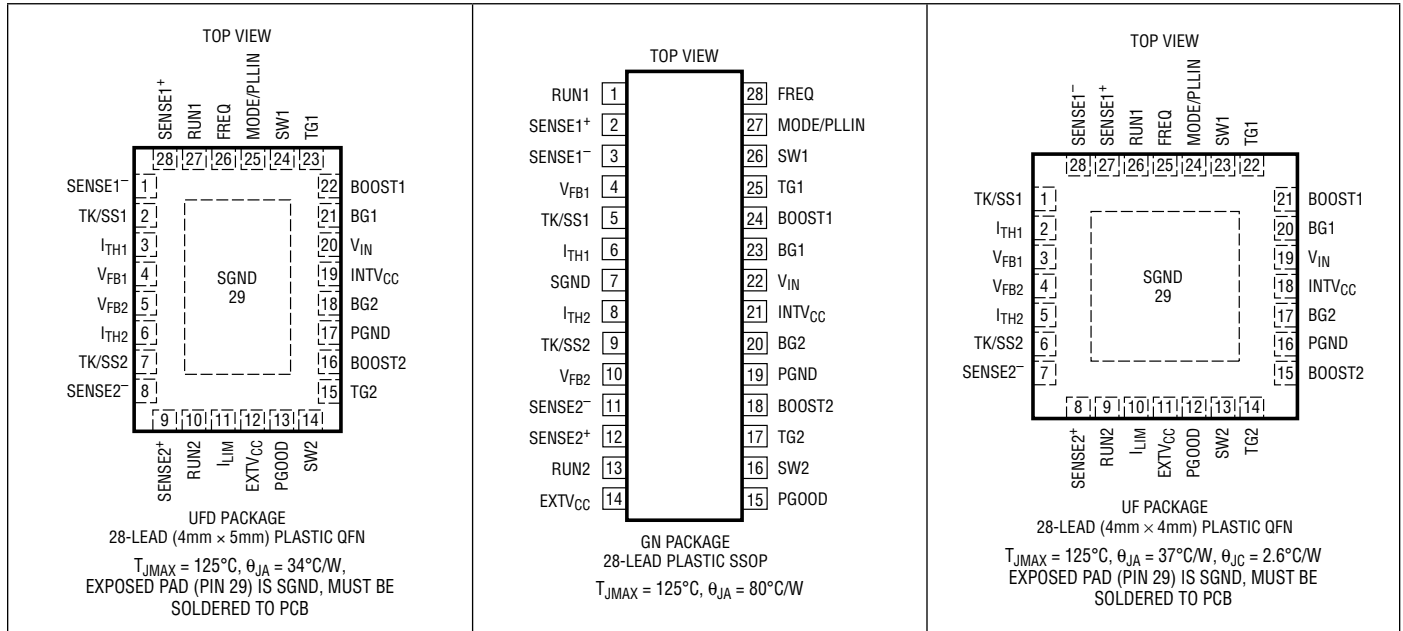 TOP VIEW
SENSE1+
RUN1
FREQ
MODE/PLLIN
SW1
TG1
28 27 26 25 24 23
SENSE1– 1
TK/SS1 2
ITH1 3
VFB1 4
VFB2 5
ITH2 6
TK/SS2 7
SENSE2– 8
SGND
29
22 BOOST1
21 BG1
20 VIN
19 INTVCC
18 BG2
17 PGND
16 BOOST2
15 TG2
9 10 11 12 13 14
SENSE2+
RUN2
ILIM
EXTVCC
PGOOD
SW2
UFD PACKAGE
28-LEAD (4mm × 5mm) PLASTIC QFN
TJMAX = 125°C, θJA = 34°C/W,
EXPOSED PAD (PIN 29) IS SGND, MUST BE
SOLDERED TO PCB
TOP VIEW
RUN1 1
SENSE1+ 2
SENSE1– 3
VFB1 4
TK/SS1 5
ITH1 6
SGND 7
ITH2 8
TK/SS2 9
VFB2 10
SENSE2– 11
SENSE2+ 12
RUN2 13
EXTVCC 14
28 FREQ
27 MODE/PLLIN
26 SW1
25 TG1
24 BOOST1
23 BG1
22 VIN
21 INTVCC
20 BG2
19 PGND
18 BOOST2
17 TG2
16 SW2
15 PGOOD
GN PACKAGE
28-LEAD PLASTIC SSOP
TJMAX = 125°C, θJA = 80°C/W
TOP VIEW
SENSE1–
SENSE1+
RUN1
FREQ
MODE/PLLIN
SW1
TG1
28 27 26 25 24 23 22
TK/SS1 1
ITH1 2
VFB1 3
VFB2 4
ITH2 5
TK/SS2 6
SENSE2– 7
SGND
29
21 BOOST1
20 BG1
19 VIN
18 INTVCC
17 BG2
16 PGND
15 BOOST2
8 9 10 11 12 13 14
SENSE2+
RUN2
ILIM
EXTVCC
PGOOD
SW2
TG2
UF PACKAGE
28-LEAD (4mm × 4mm) PLASTIC QFN
TJMAX = 125°C, θJA = 37°C/W, θJC = 2.6°C/W
EXPOSED PAD (PIN 29) IS SGND, MUST BE
SOLDERED TO PCB